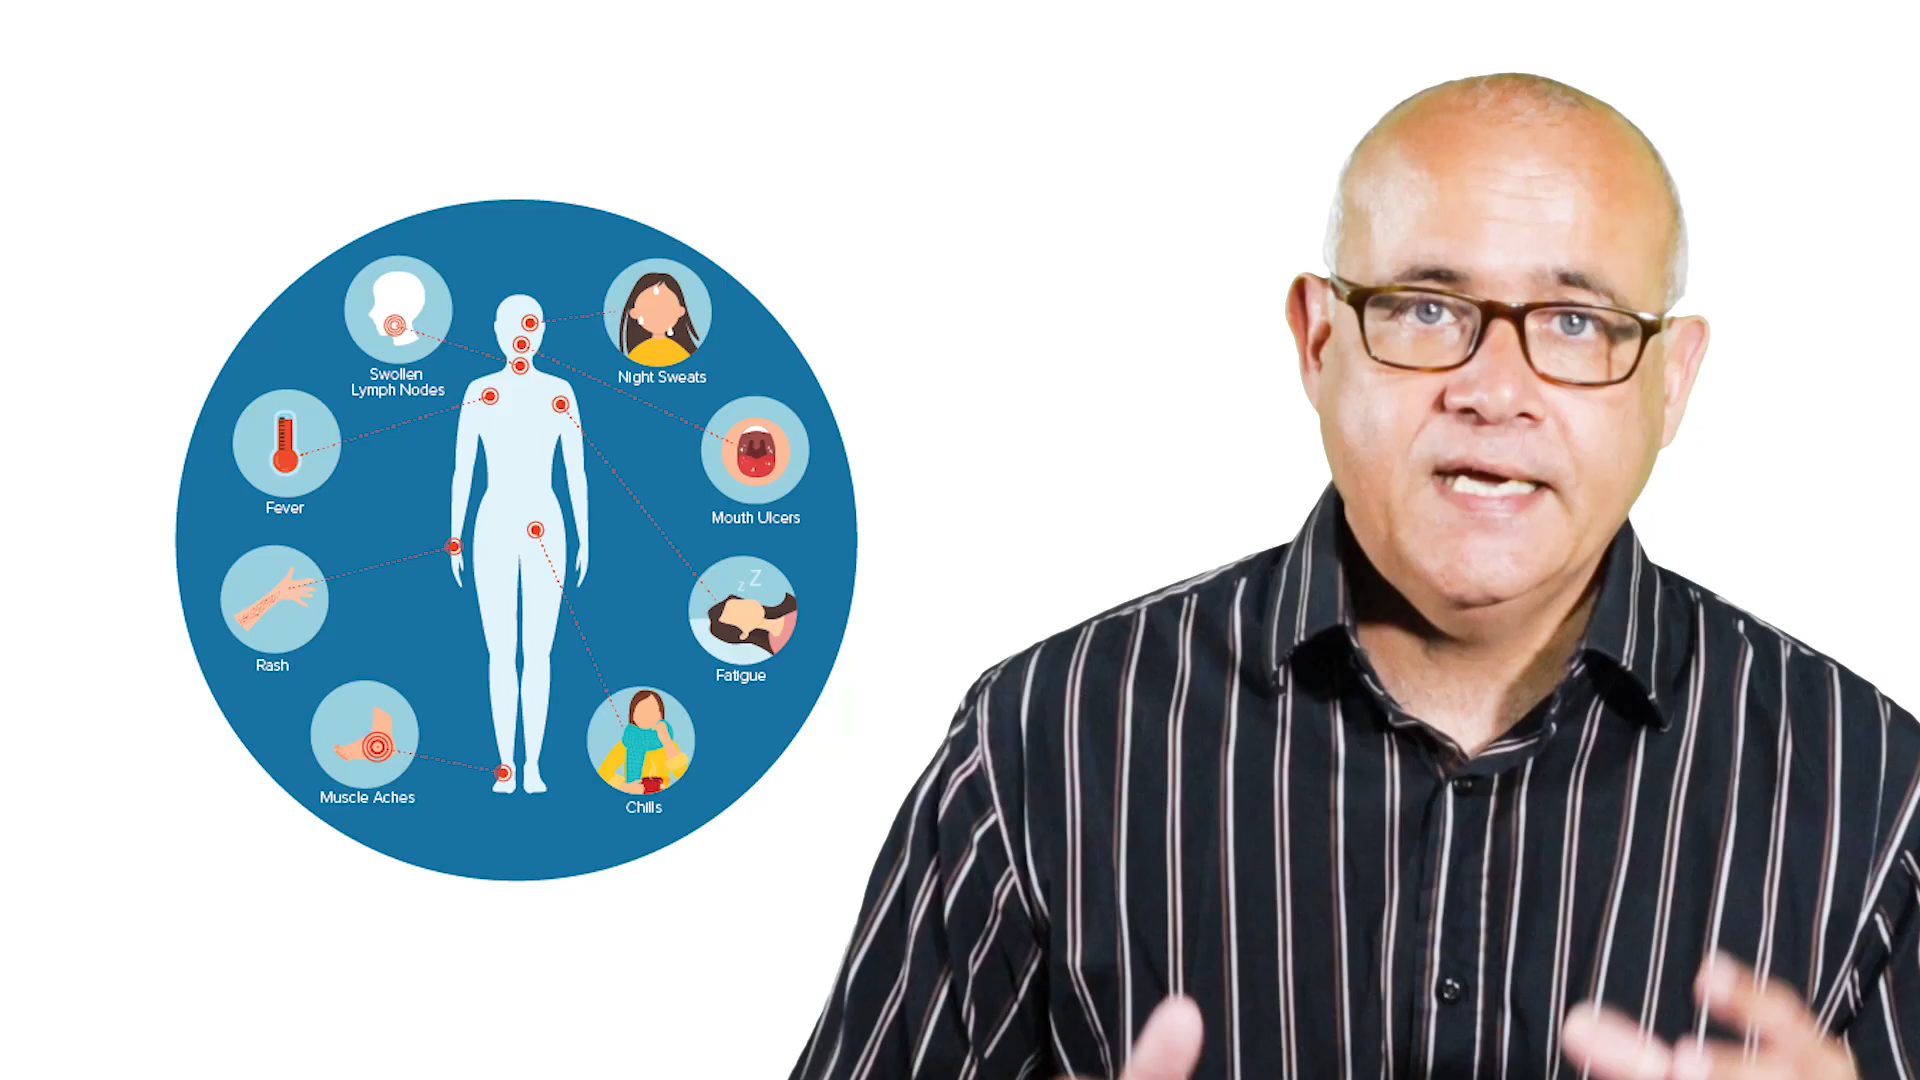 Swollen
Lymph Nodes
Night Sweats
Fever
Mouth Ulcers
Rash
z Z
Fatigue
Muscle Aches
Chills